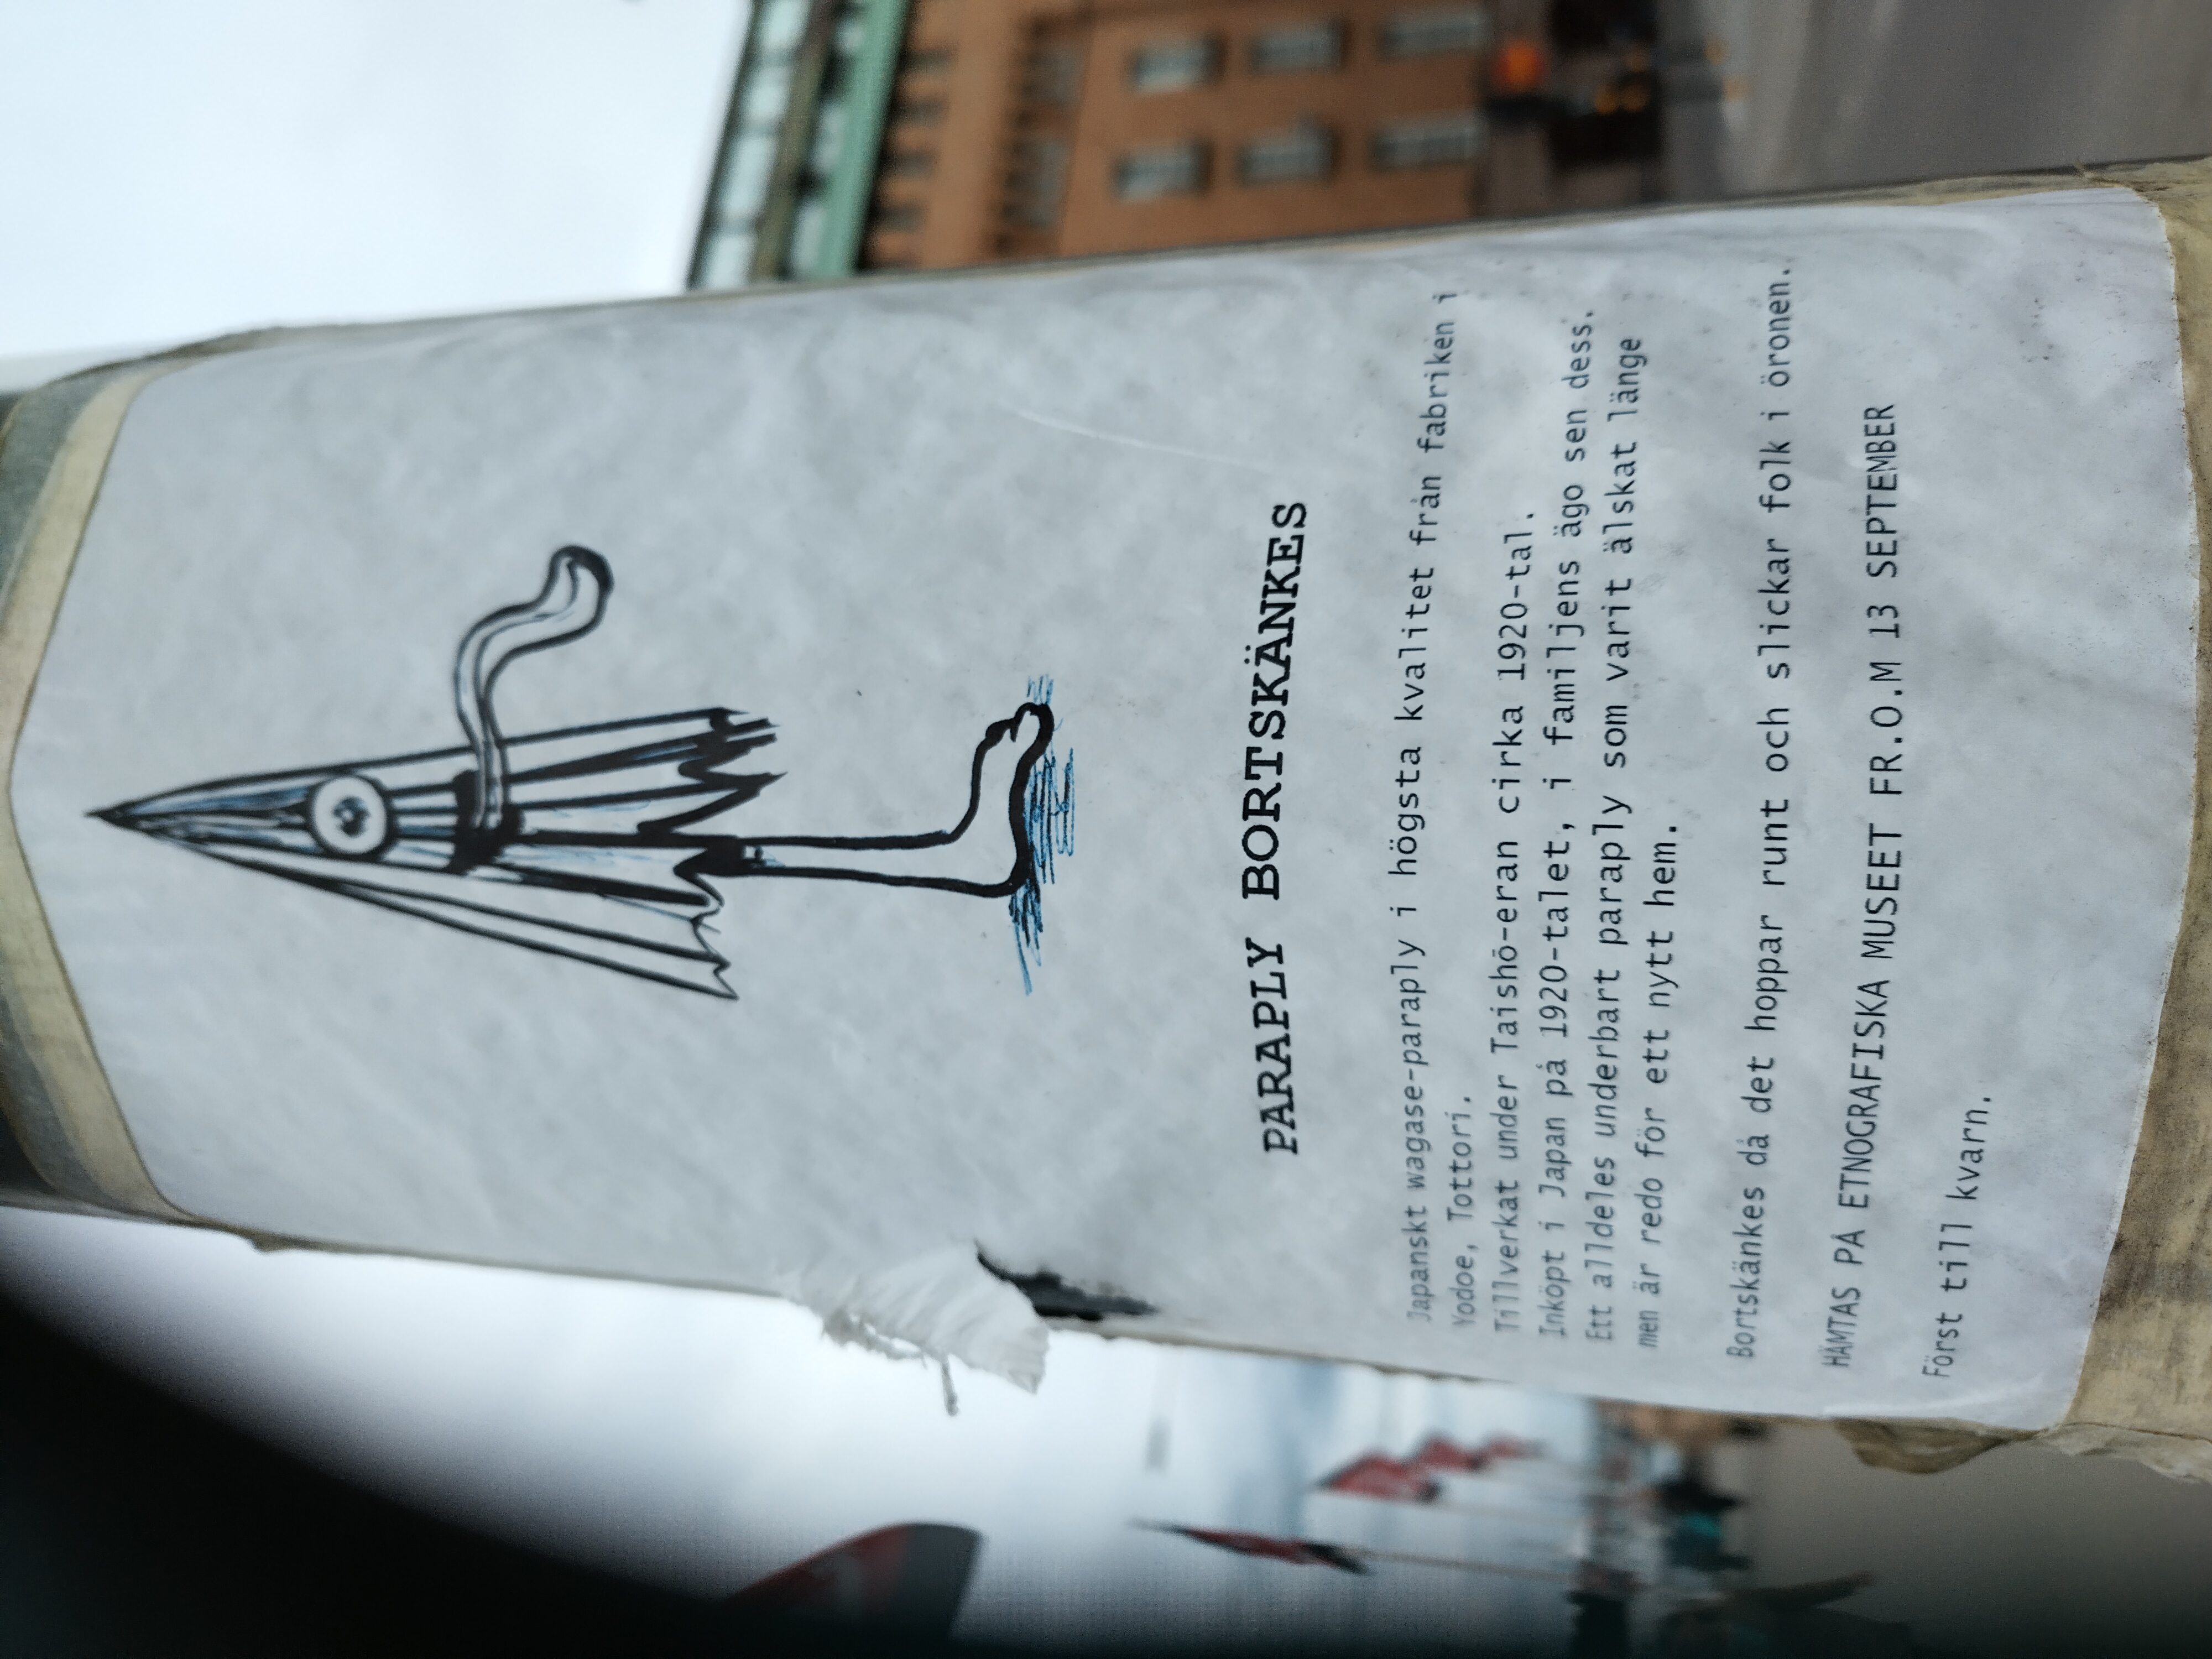 PARAPLY BORTSKÄNKES
Japanskt wagase-paraply i högsta kvalitet från fabriken i
Yodoe, Tottori.
Tillverkat under Taishō-eran cirka 1920-tal.
Inköpt i Japan på 1920-talet, i familjens ägo sen dess.
Ett alldeles underbart paraply som varit älskat länge
men är redo för ett nytt hem.
Bortskänkes då det hoppar runt och slickar folk i öronen.
HÄMTAS PÅ ETNOGRAFISKA MUSEET FR.O.M 13 SEPTEMBER
Först till kvarn.